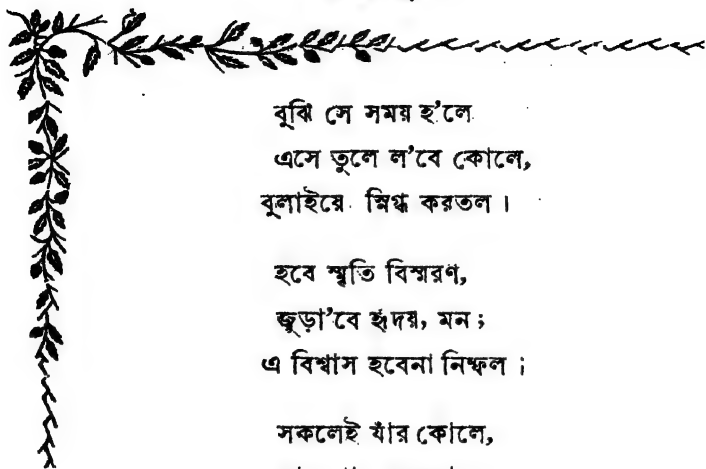 বুঝি সে সময় হ'লে
এসে তুলে ল'বে কোলে,
বুলাইয়ে স্নিগ্ধ করতল।
হবে স্মৃতি বিস্মরণ,
জুড়া'বে হৃদয়, মন;
এ বিশ্বাস হবেনা নিষ্ফল;
সকলেই যাঁর কোলে,